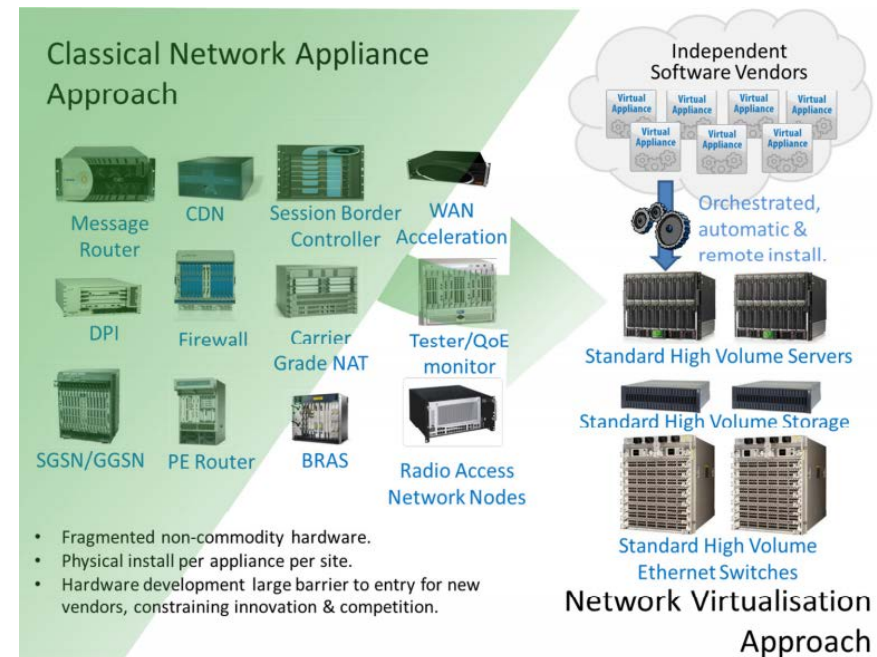 Classical Network Appliance
Approach
Message
Router
CDN
Session Border
Controller
WAN
Acceleration
DPI
Firewall
Carrier
Grade NAT
Tester/QoE
monitor
SGSN/GGSN
PE Router
BRAS
Radio Access
Network Nodes
• Fragmented non-commodity hardware.
• Physical install per appliance per site.
• Hardware development large barrier to entry for new
vendors, constraining innovation & competition.
Independent
Software Vendors
Virtual
Appliance
Virtual
Appliance
Virtual
Appliance
Virtual
Appliance
Virtual
Appliance
Virtual
Appliance
Virtual
Appliance
Orchestrated,
automatic &
remote install.
Standard High Volume Servers
Standard High Volume Storage
Standard High Volume
Ethernet Switches
Network Virtualisation
Approach